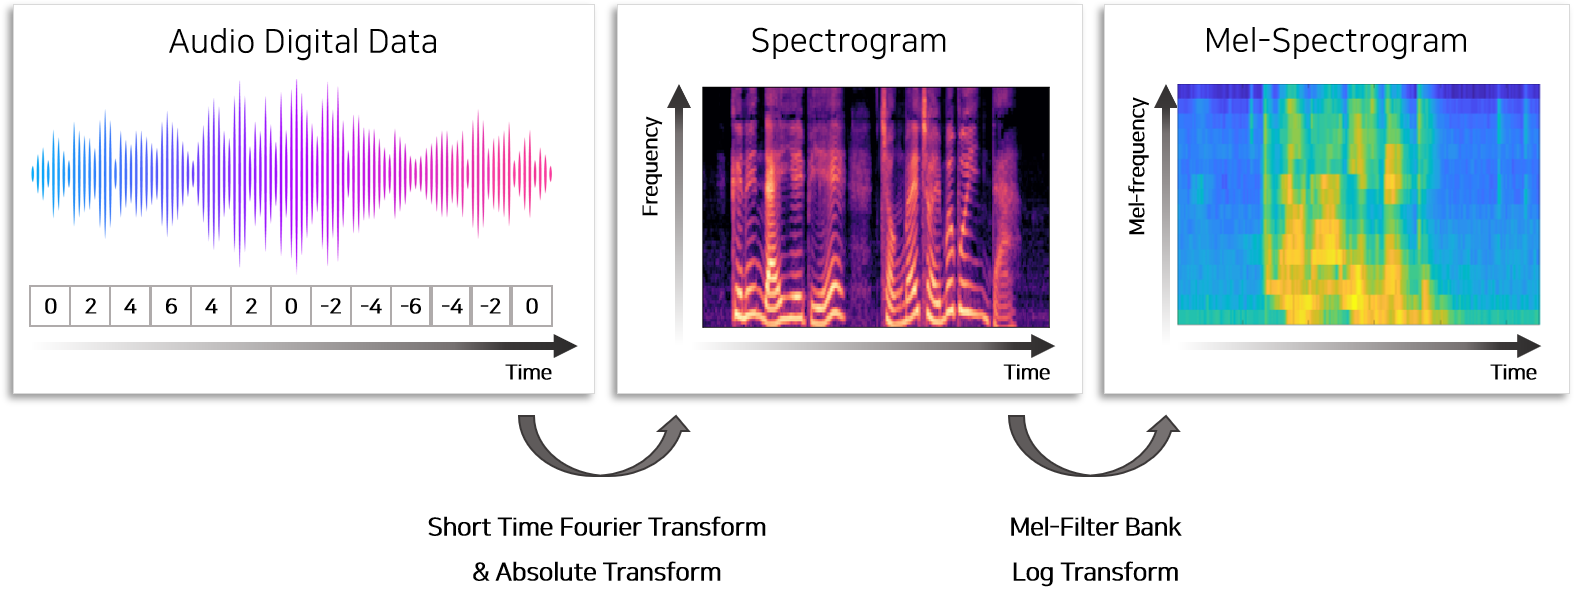 Audio Digital Data
0 2 4 6 4 2 0 -2 -4 -6 -4 -2 0
Time
Spectrogram
Frequency
Time
Mel-Spectrogram
Mel-frequency
Time
Short Time Fourier Transform
& Absolute Transform
Mel-Filter Bank
Log Transform